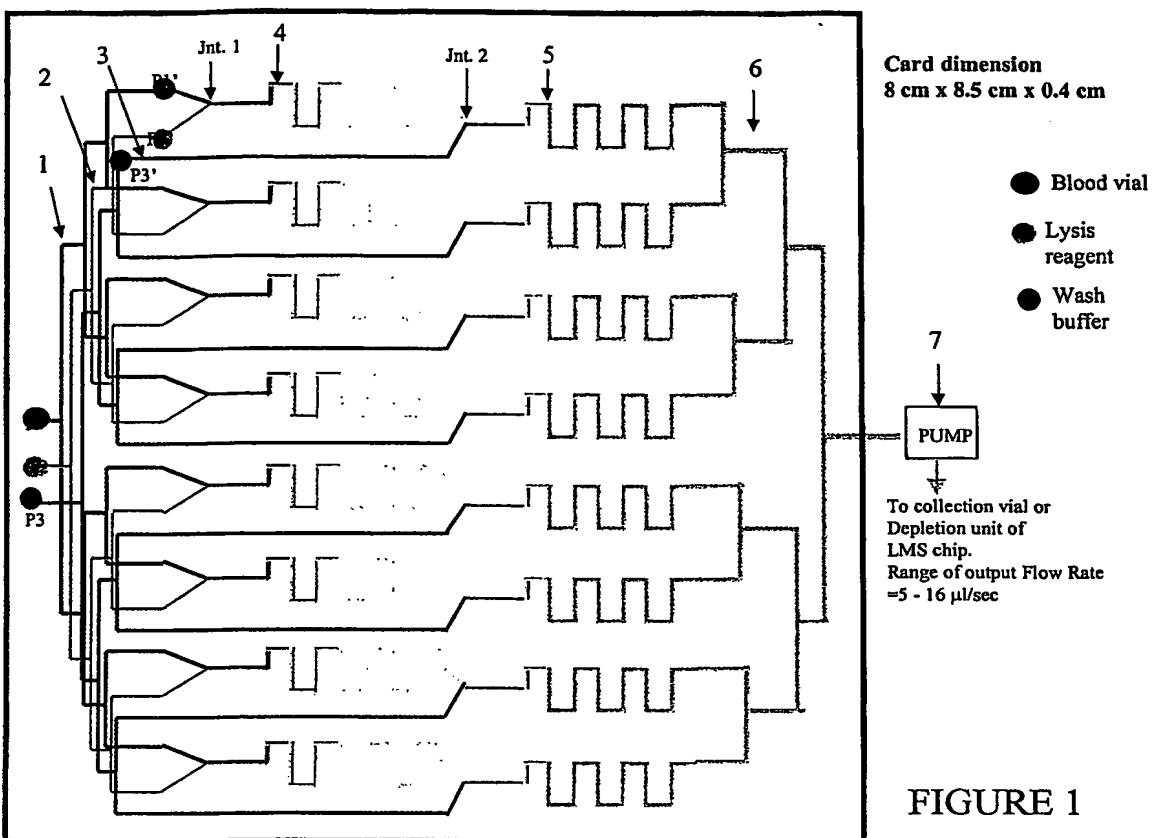 4
Jnt. 1
3
2
Jnt. 2
5
6
Card dimension
8 cm x 8.5 cm x 0.4 cm
P1'
P3'
1
Blood vial
Lysis
reagent
Wash
buffer
7
PUMP
P3
To collection vial or
Depletion unit of
LMS chip.
Range of output Flow Rate
=5 - 16 µl/sec
FIGURE 1